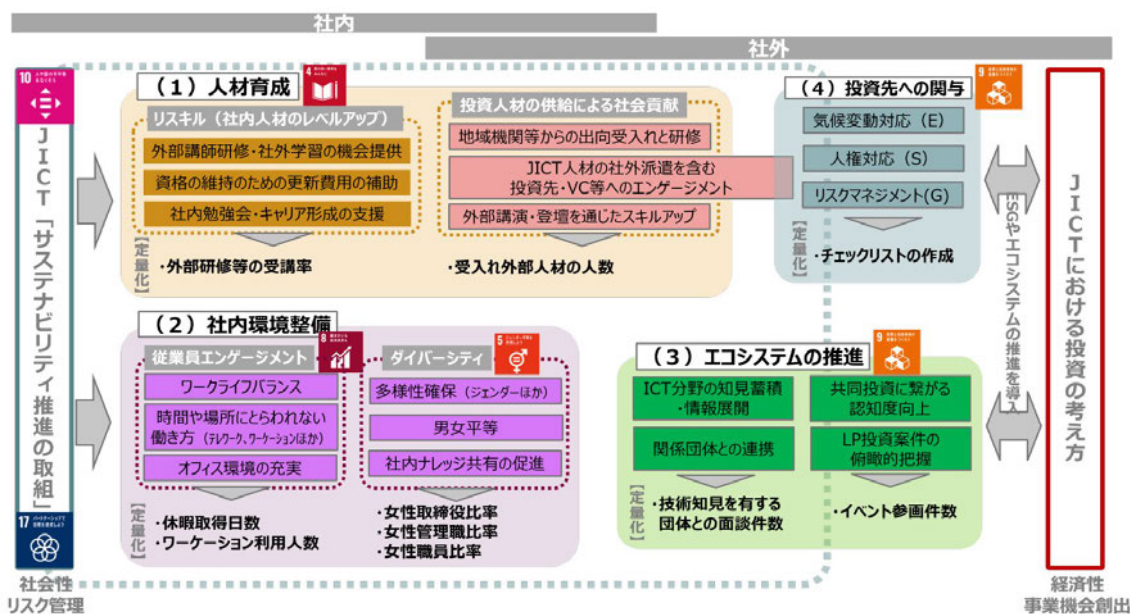 社内
社外
10
JICT「サステナビリティ推進の取組」
17
パートナーシップで
目標を達成しよう
社会性
リスク管理
（１）人材育成
4
リスキル（社内人材のレベルアップ）
外部講師研修・社外学習の機会提供
資格の維持のための更新費用の補助
社内勉強会・キャリア形成の支援
【定量化】
・外部研修等の受講率
投資人材の供給による社会貢献
地域機関等からの出向受入れと研修
JICT人材の社外派遣を含む
投資先・VC等へのエンゲージメント
外部講演・登壇を通じたスキルアップ
・受入れ外部人材の人数
（４）投資先への関与
9
気候変動対応（E）
人権対応（S）
リスクマネジメント(G)
【定量化】
・チェックリストの作成
（２）社内環境整備
8
従業員エンゲージメント
ワークライフバランス
時間や場所にとらわれない
働き方（テレワーク、ワーケーションほか）
オフィス環境の充実
【定量化】
・休暇取得日数
・ワーケーション利用人数
5
ダイバーシティ
多様性確保（ジェンダーほか）
男女平等
社内ナレッジ共有の促進
・女性取締役比率
・女性管理職比率
・女性職員比率
（３）エコシステムの推進
9
ICT分野の知見蓄積
・情報展開
関係団体との連携
共同投資に繋がる
認知度向上
LP投資案件の
俯瞰的把握
【定量化】
・技術知見を有する
団体との面談件数
・イベント参画件数
ESGやエコシステムの推進を導入
JICTにおける投資の考え方
経済性
事業機会創出